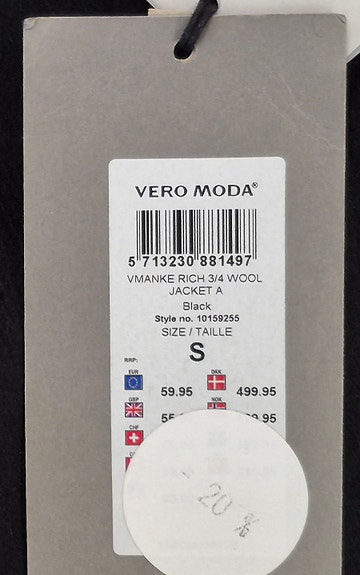 VERO MODA®
5 713230 881497
VMANKE RICH 3/4 WOOL
JACKET A
Black
Style no. 10159255
SIZE / TAILLE
S
RRP:
EUR DKK
59.95 499.95
GBP NOK
CHF
- 20 %